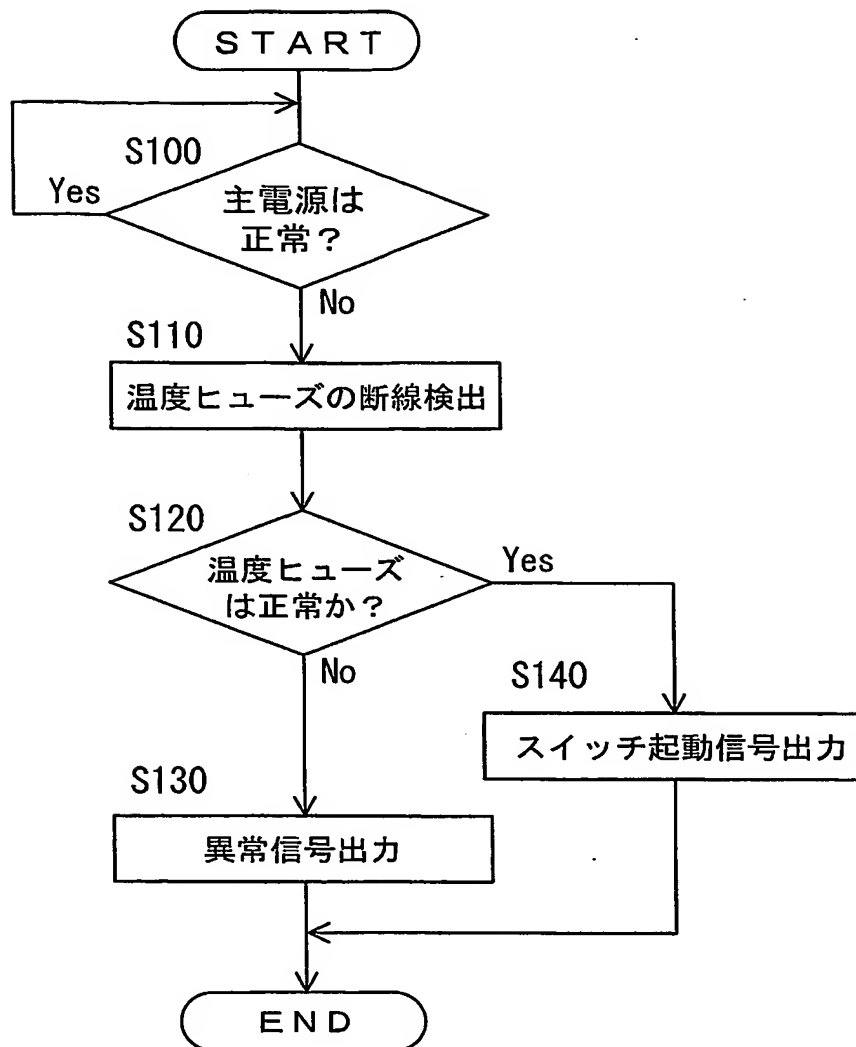 START
S100
Yes
主電源は
正常?
No
S110
温度ヒューズの断線検出
S120
温度ヒューズ
は正常か?
Yes
No
S140
スイッチ起動信号出力
S130
異常信号出力
END